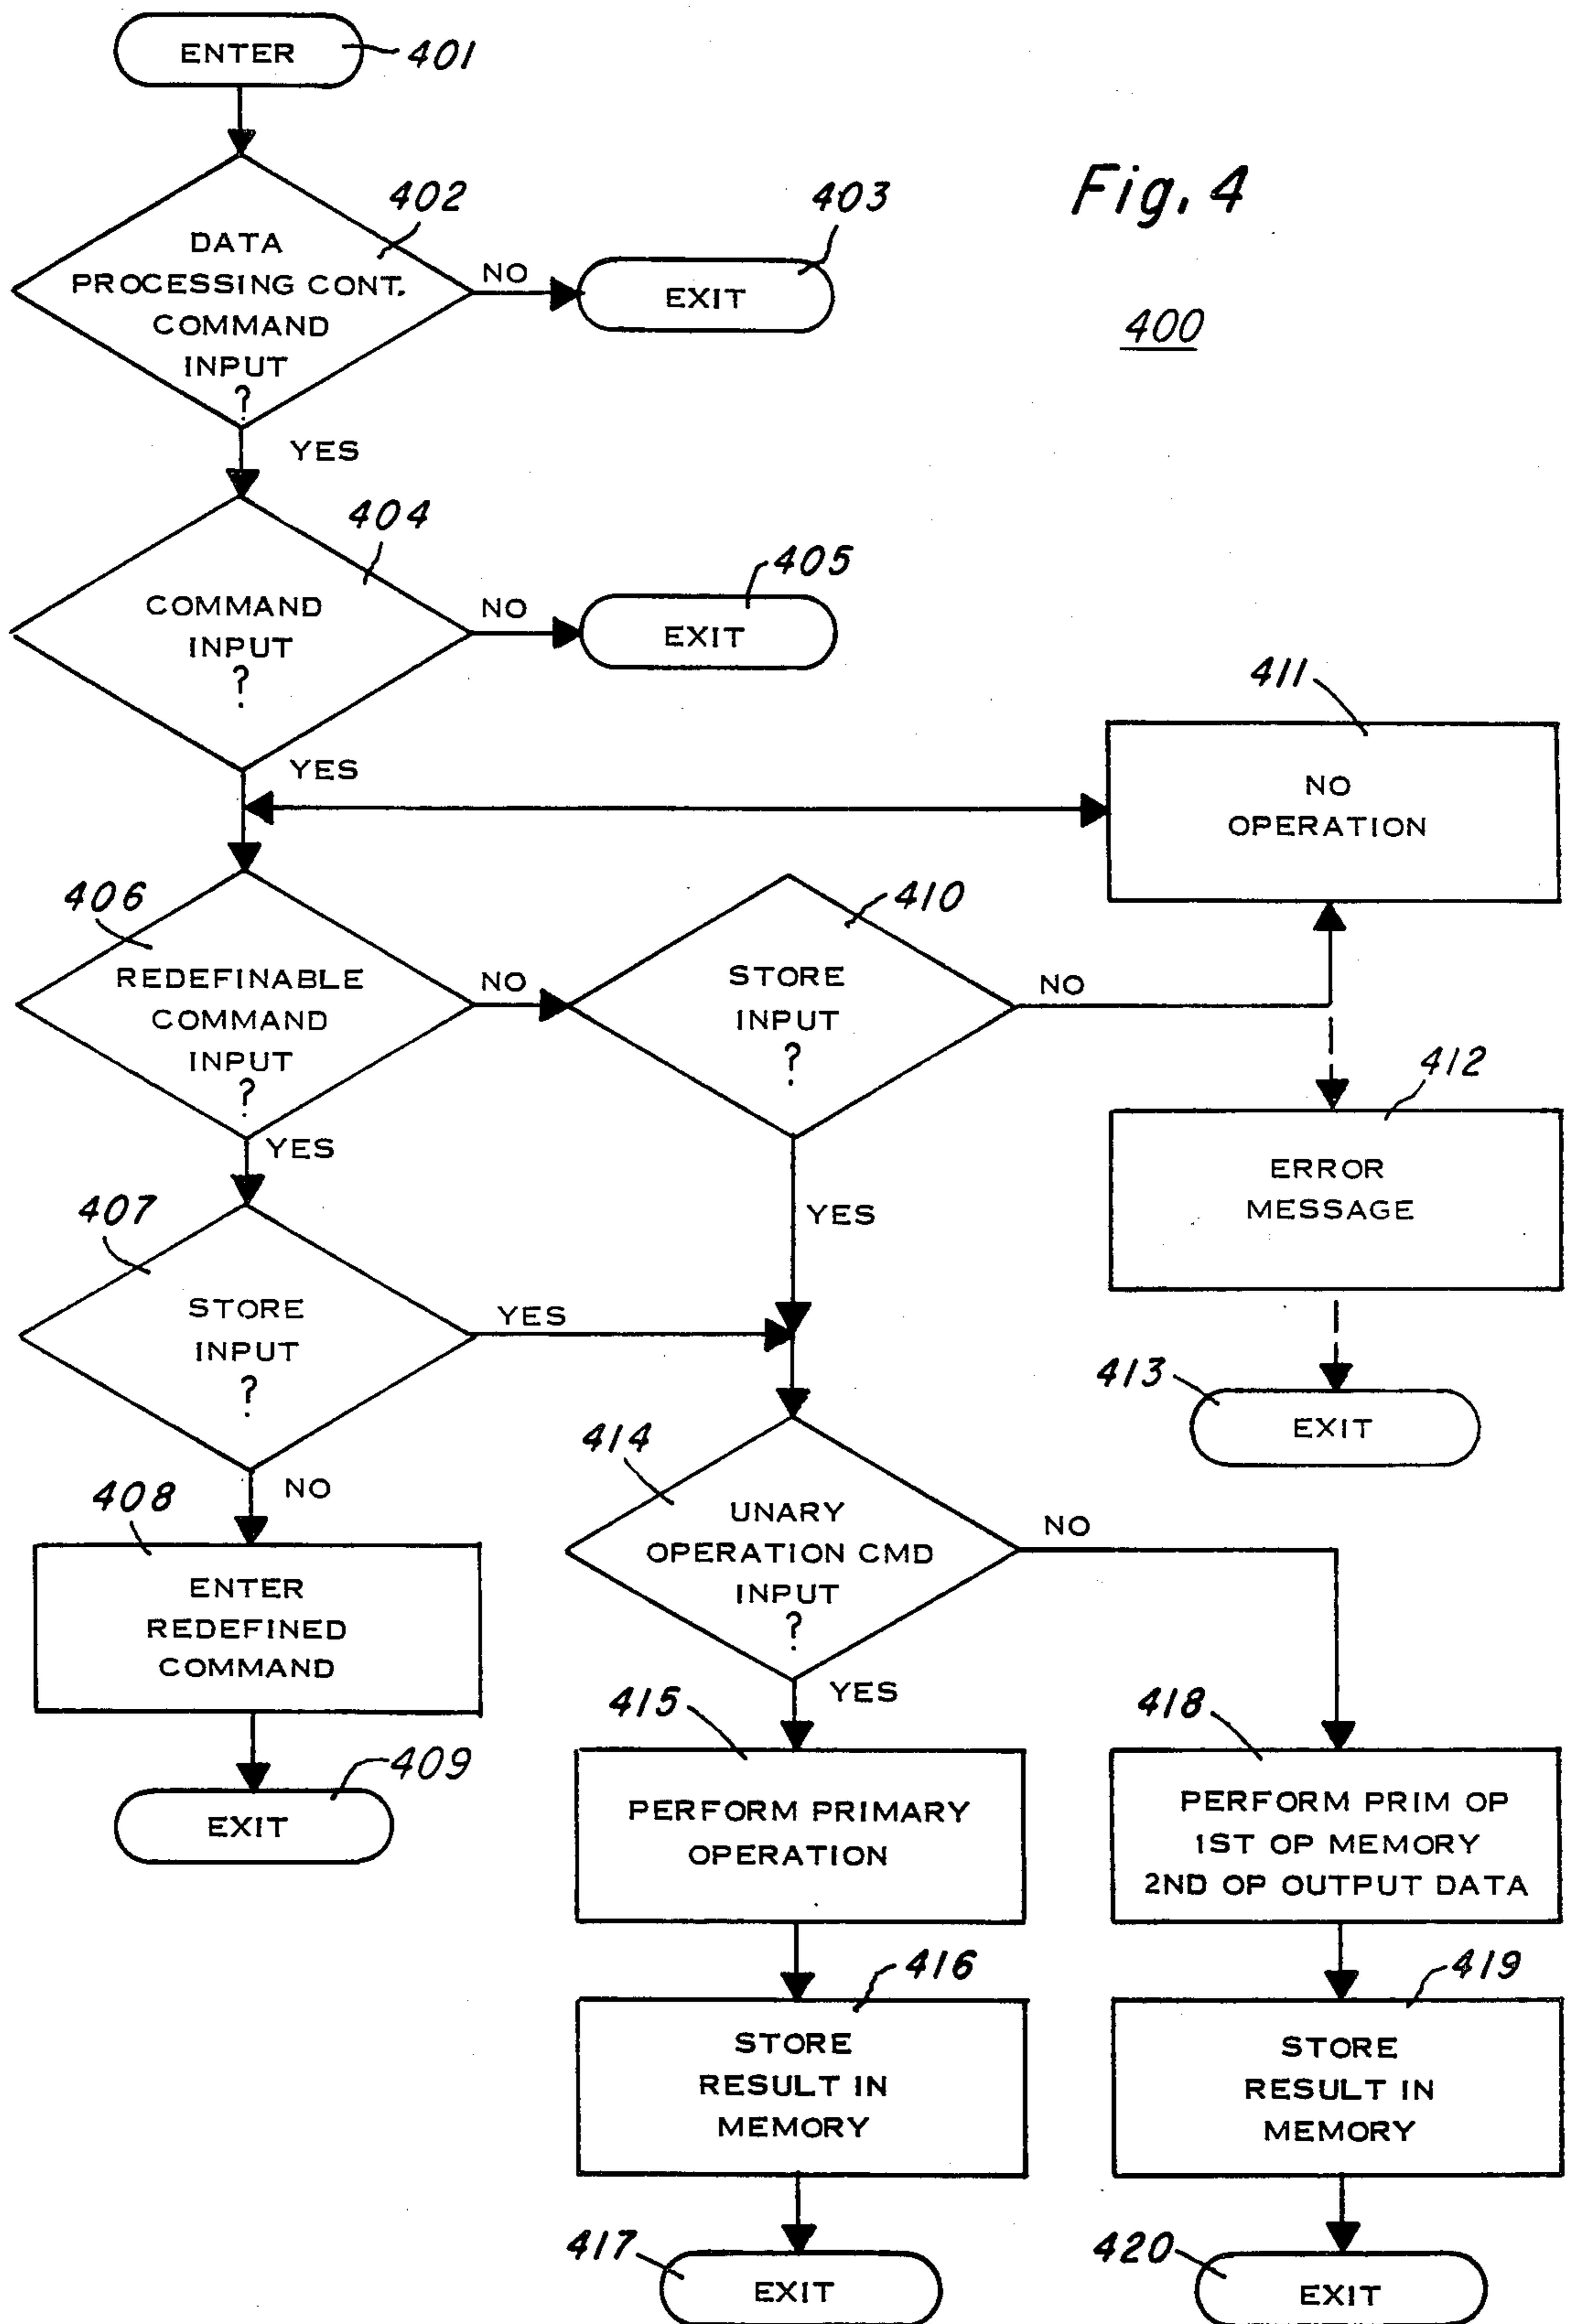 ENTER
401
Fig. 4
400
402
DATA
PROCESSING CONT.
COMMAND
INPUT
?
NO
403
EXIT
YES
404
COMMAND
INPUT
?
NO
405
EXIT
YES
411
NO
OPERATION
406
REDEFINABLE
COMMAND
INPUT
?
NO
410
STORE
INPUT
?
NO
YES
YES
412
ERROR
MESSAGE
413
EXIT
407
STORE
INPUT
?
YES
NO
408
ENTER
REDEFINED
COMMAND
409
EXIT
414
UNARY
OPERATION CMD
INPUT
?
NO
YES
415
PERFORM PRIMARY
OPERATION
418
PERFORM PRIM OP
1ST OP MEMORY
2ND OP OUTPUT DATA
416
STORE
RESULT IN
MEMORY
419
STORE
RESULT IN
MEMORY
417
EXIT
420
EXIT